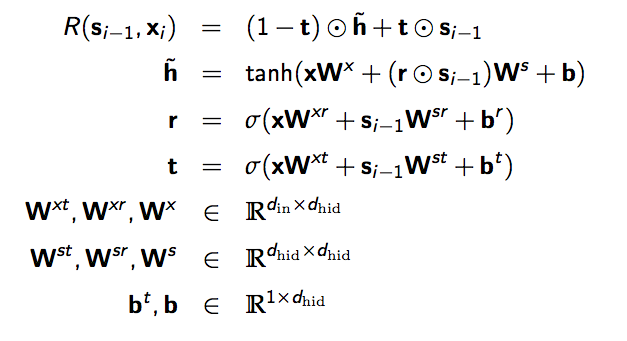 R(s_{i−1}, x_i) = (1 − t) ⊙ h̃ + t ⊙ s_{i−1}
h̃ = tanh(xW^x + (r ⊙ s_{i−1})W^s + b)
r = σ(xW^{xr} + s_{i−1}W^{sr} + b^r)
t = σ(xW^{xt} + s_{i−1}W^{st} + b^t)
W^{xt}, W^{xr}, W^x ∈ ℝ^{d_in×d_hid}
W^{st}, W^{sr}, W^s ∈ ℝ^{d_hid×d_hid}
b^t, b ∈ ℝ^{1×d_hid}